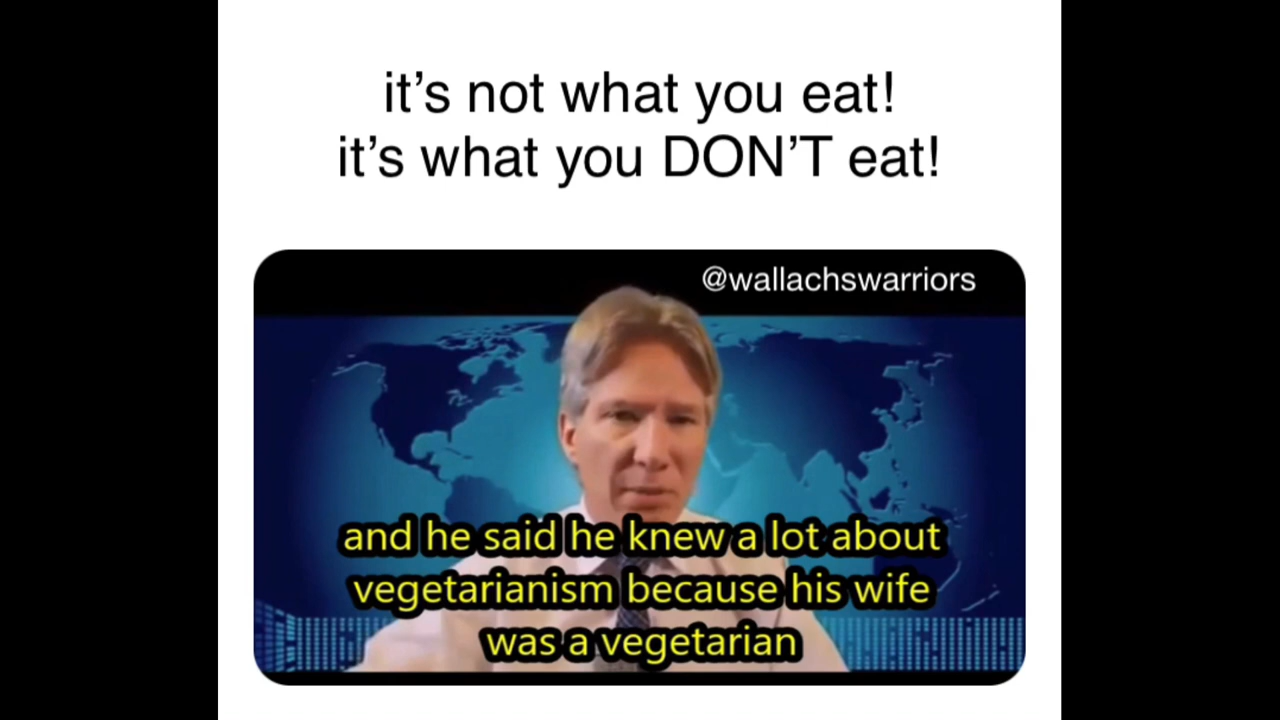 it’s not what you eat!
it’s what you DON’T eat!
@wallachswarriors
and he said he knew a lot about
vegetarianism because his wife
was a vegetarian